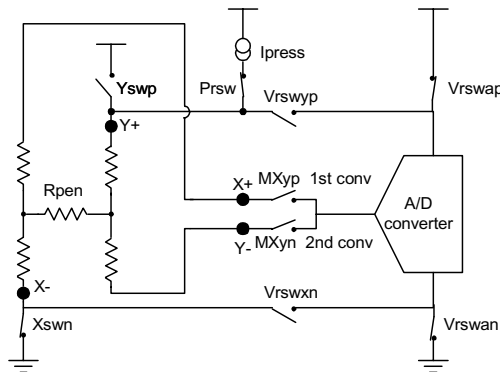 Ipress
Yswp
Prsw
Vrswyp
Vrswap
Y+
Rpen
X+
MXyp
1st conv
A/D
converter
Y-
MXyn
2nd conv
X-
Xswn
Vrswxn
Vrswan